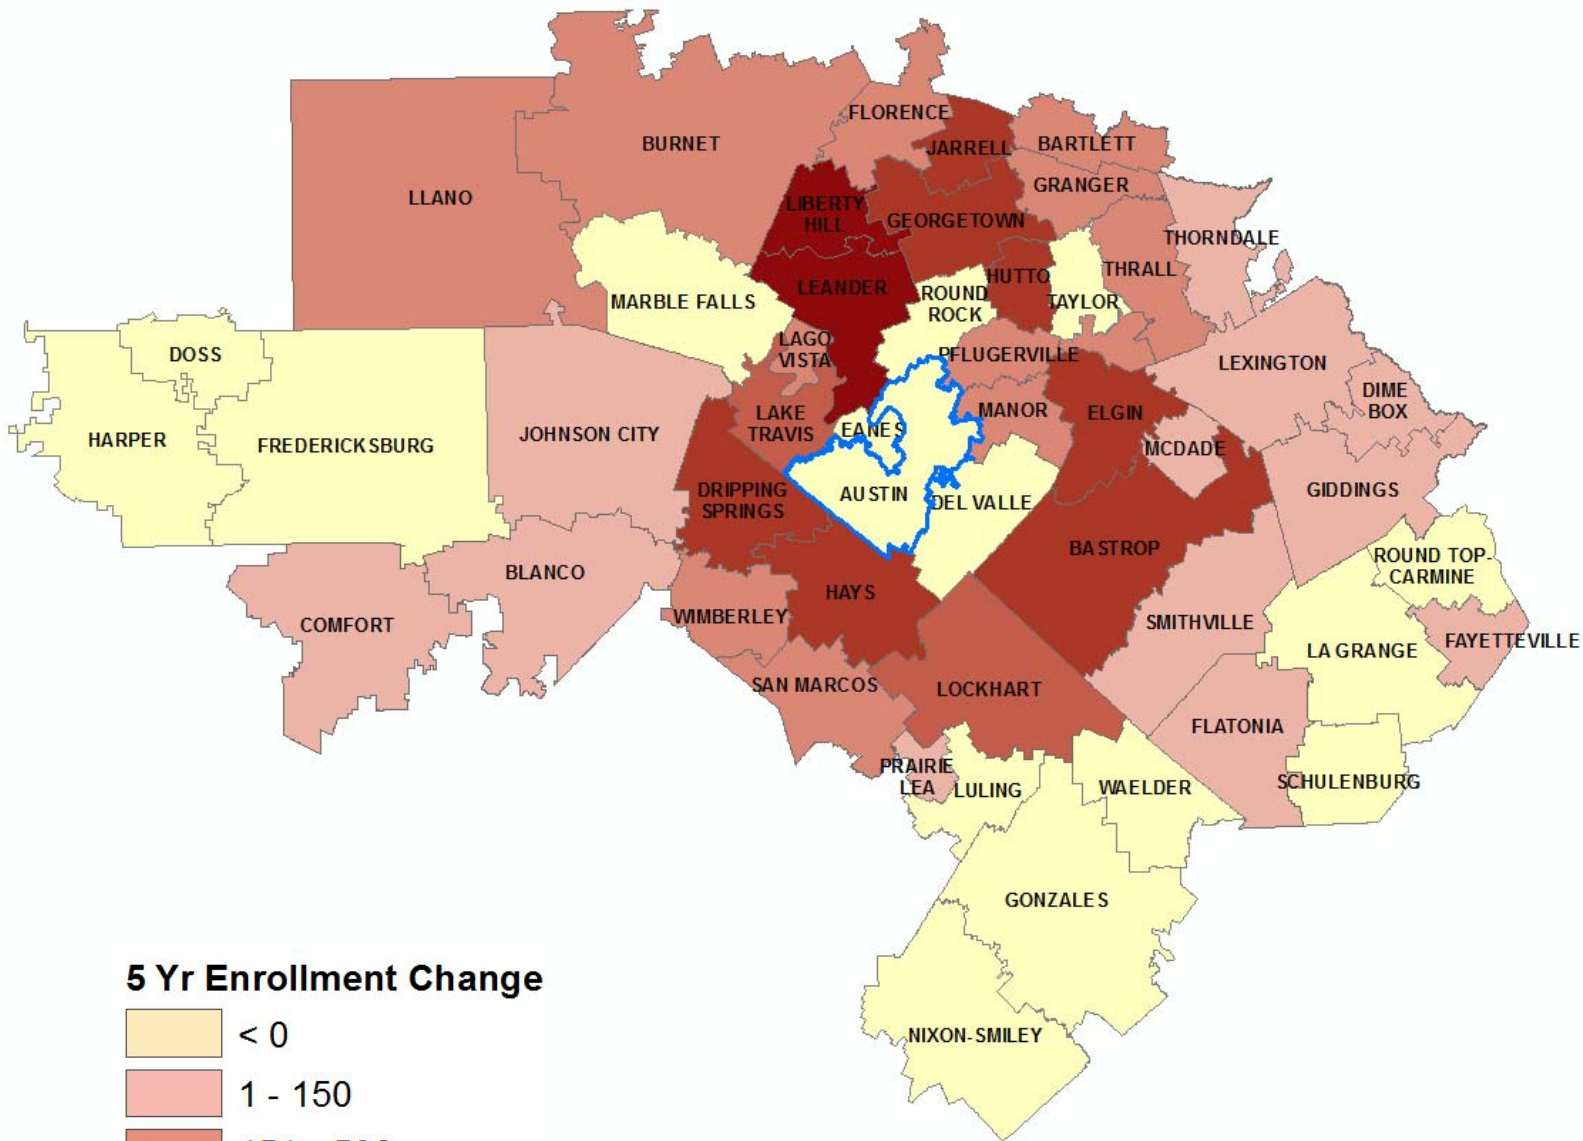 FLORENCE
BURNET
JARRELL
BARTLETT
LLANO
GRANGER
LIBERTY
HILL
GEORGETOWN
THORNDALE
HUTTO
THRALL
LEANDER
ROUND
ROCK
TAYLOR
MARBLE FALLS
LAGO
VISTA
PFLUGERVILLE
DOSS
LEXINGTON
DIME
BOX
HARPER
FREDERICKSBURG
JOHNSON CITY
LAKE
TRAVIS
EANES
MANOR
ELGIN
MCDADE
DRIPPING
SPRINGS
AUSTIN
DEL VALLE
GIDDINGS
BASTROP
ROUND TOP-
CARMINE
BLANCO
HAYS
COMFORT
WIMBERLEY
SMITHVILLE
LA GRANGE
FAYETTEVILLE
SAN MARCOS
LOCKHART
FLATONIA
PRAIRIE
LEA
LULING
WAELDER
SCHULENBURG
GONZALES
NIXON-SMILEY
5 Yr Enrollment Change
< 0
1 - 150